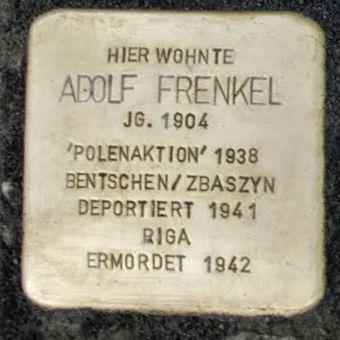 HIER WOHNTE
ADOLF FRENKEL
JG. 1904
'POLENAKTION' 1938
BENTSCHEN/ZBASZYN
DEPORTIERT 1941
RIGA
ERMORDET 1942